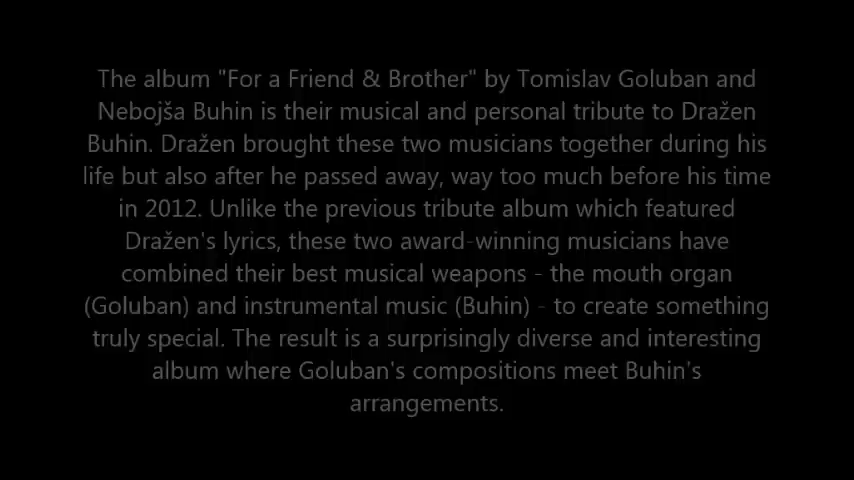 The album "For a Friend & Brother" by Tomislav Goluban and
Nebojša Buhin is their musical and personal tribute to Dražen
Buhin. Dražen brought these two musicians together during his
life but also after he passed away, way too much before his time
in 2012. Unlike the previous tribute album which featured
Dražen's lyrics, these two award-winning musicians have
combined their best musical weapons - the mouth organ
(Goluban) and instrumental music (Buhin) - to create something
truly special. The result is a surprisingly diverse and interesting
album where Goluban's compositions meet Buhin's
arrangements.